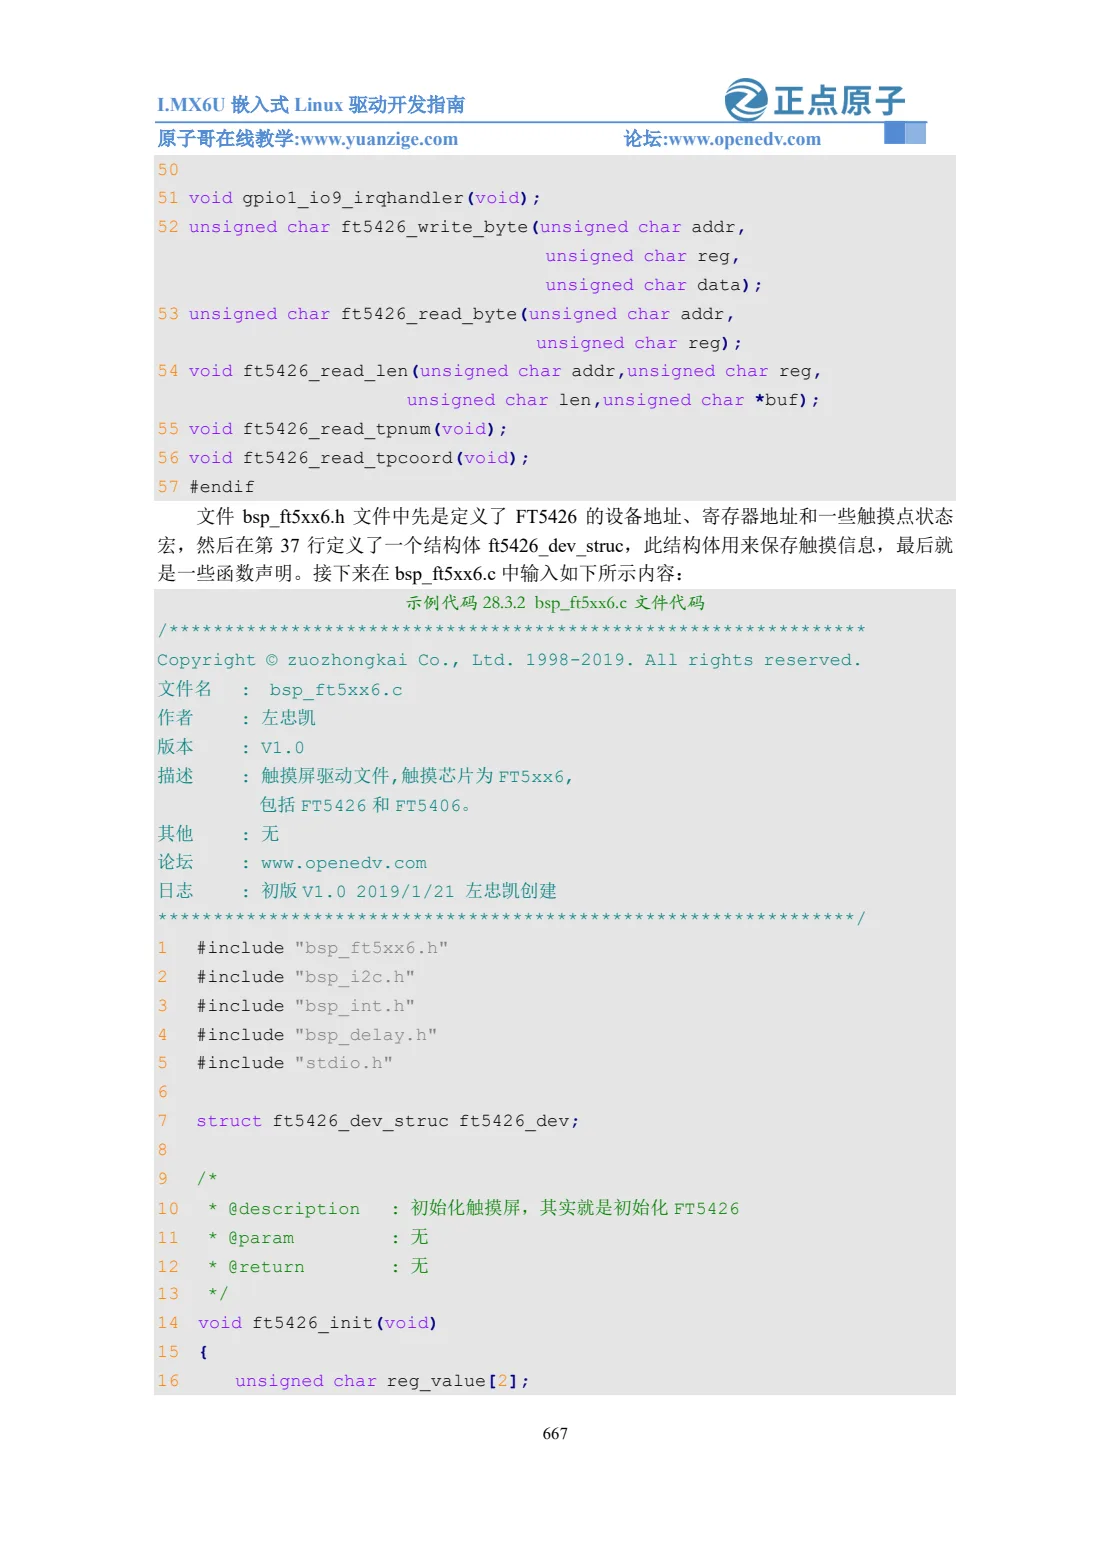 I.MX6U 嵌入式 Linux 驱动开发指南
正点原子
原子哥在线教学:www.yuanzige.com 论坛:www.openedv.com
50
51 void gpio1_io9_irqhandler(void);
52 unsigned char ft5426_write_byte(unsigned char addr,
unsigned char reg,
unsigned char data);
53 unsigned char ft5426_read_byte(unsigned char addr,
unsigned char reg);
54 void ft5426_read_len(unsigned char addr,unsigned char reg,
unsigned char len,unsigned char *buf);
55 void ft5426_read_tpnum(void);
56 void ft5426_read_tpcoord(void);
57 #endif
文件 bsp_ft5xx6.h 文件中先是定义了 FT5426 的设备地址、寄存器地址和一些触摸点状态
宏，然后在第 37 行定义了一个结构体 ft5426_dev_struc，此结构体用来保存触摸信息，最后就
是一些函数声明。接下来在 bsp_ft5xx6.c 中输入如下所示内容：
示例代码 28.3.2 bsp_ft5xx6.c 文件代码
/***************************************************************
Copyright © zuozhongkai Co., Ltd. 1998-2019. All rights reserved.
文件名 : bsp_ft5xx6.c
作者 : 左忠凯
版本 : V1.0
描述 : 触摸屏驱动文件,触摸芯片为 FT5xx6,
包括 FT5426 和 FT5406。
其他 : 无
论坛 : www.openedv.com
日志 : 初版 V1.0 2019/1/21 左忠凯创建
***************************************************************/
1 #include "bsp_ft5xx6.h"
2 #include "bsp_i2c.h"
3 #include "bsp_int.h"
4 #include "bsp_delay.h"
5 #include "stdio.h"
6
7 struct ft5426_dev_struc ft5426_dev;
8
9 /*
10 * @description : 初始化触摸屏，其实就是初始化 FT5426
11 * @param : 无
12 * @return : 无
13 */
14 void ft5426_init(void)
15 {
16 unsigned char reg_value[2];
667